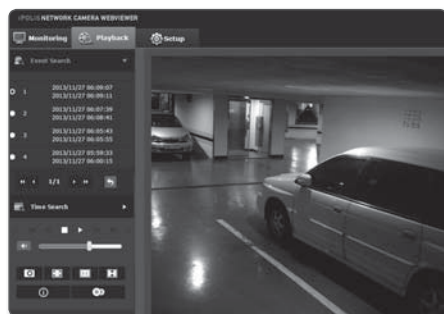 iPOLiS NETWORK CAMERA WEBVIEWER
Monitoring Playback Setup
Event Search
1 2013/11/27 06:09:07
2013/11/27 06:09:11
2 2013/11/27 06:07:39
2013/11/27 06:08:41
3 2013/11/27 06:05:43
2013/11/27 06:05:55
4 2013/11/27 05:59:33
2013/11/27 06:00:15
1/1
Time Search